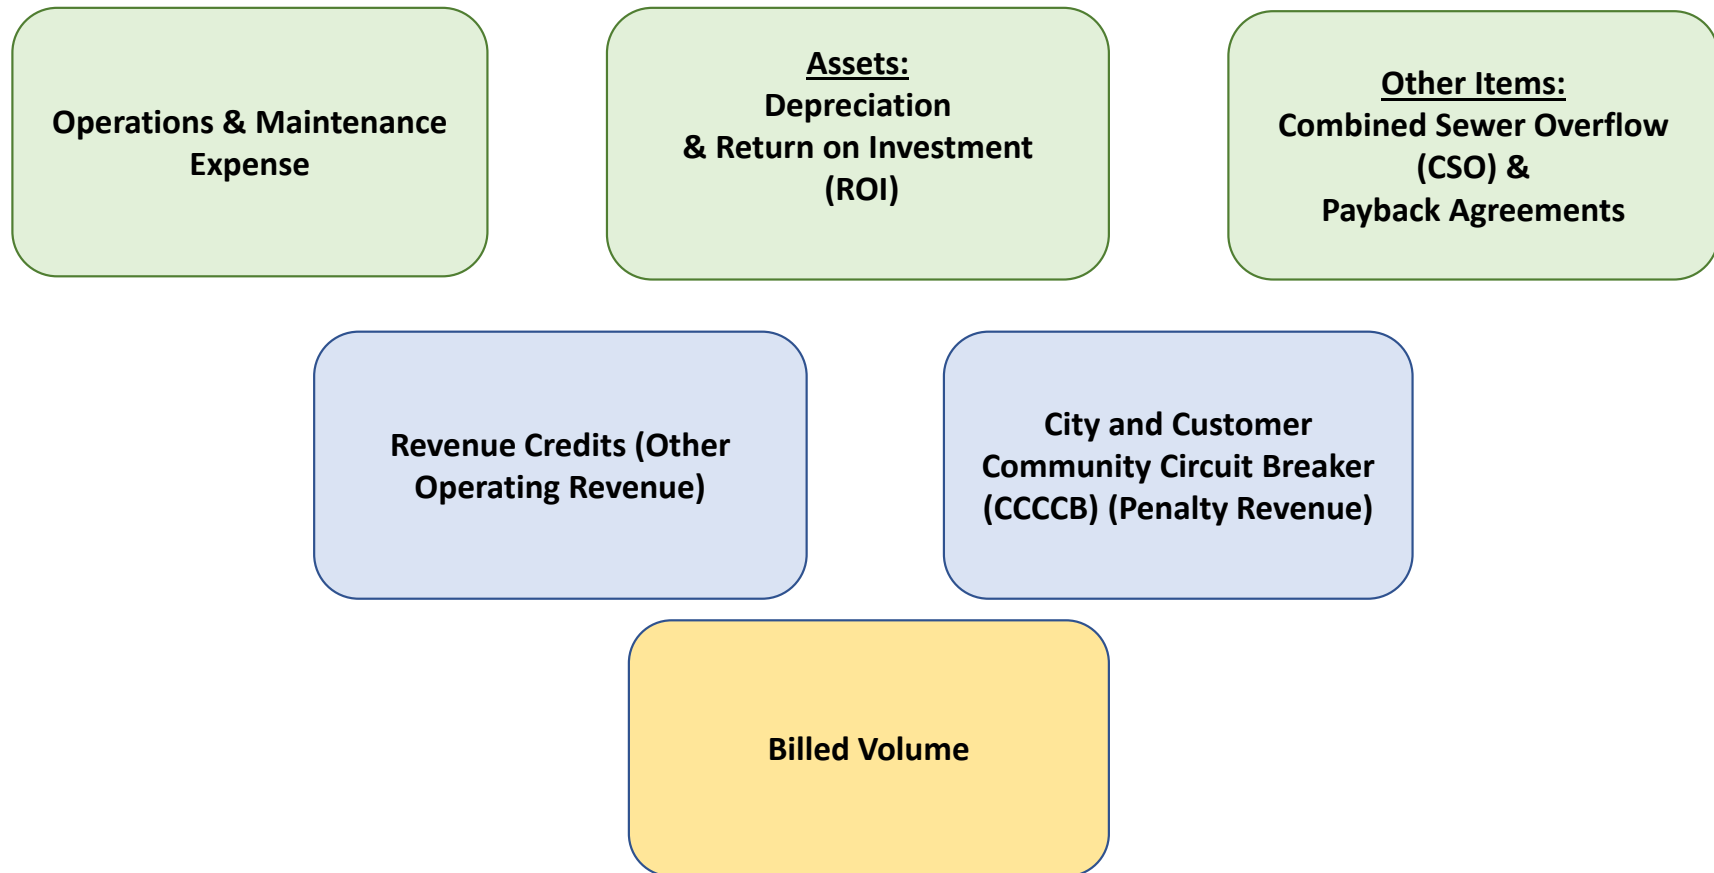 Operations & Maintenance
Expense
Assets:
Depreciation
& Return on Investment
(ROI)
Other Items:
Combined Sewer Overflow
(CSO) &
Payback Agreements
Revenue Credits (Other
Operating Revenue)
City and Customer
Community Circuit Breaker
(CCCCB) (Penalty Revenue)
Billed Volume